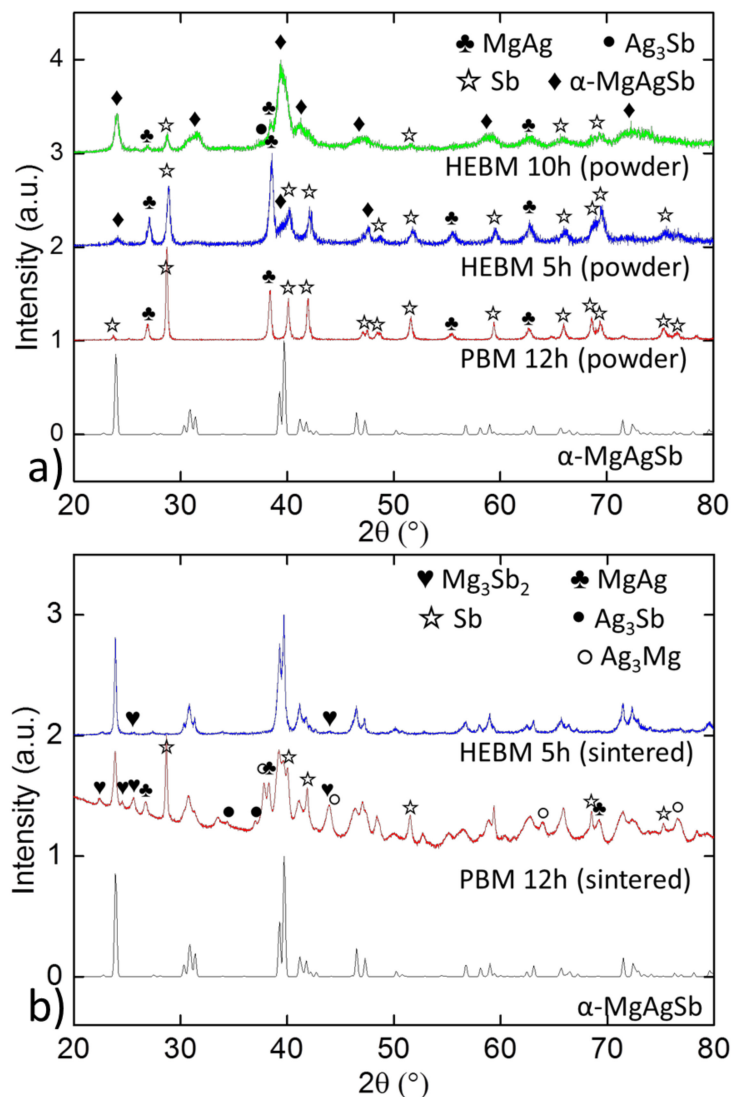 4
♣ MgAg ● Ag₃Sb
☆ Sb ♦ α-MgAgSb
3
HEBM 10h (powder)
2
HEBM 5h (powder)
1
PBM 12h (powder)
0
α-MgAgSb
a)
Intensity (a.u.)
20 30 40 50 60 70 80
2θ (°)
♥ Mg₃Sb₂ ♣ MgAg
☆ Sb ● Ag₃Sb
○ Ag₃Mg
3
2
HEBM 5h (sintered)
1
PBM 12h (sintered)
0
α-MgAgSb
b)
Intensity (a.u.)
20 30 40 50 60 70 80
2θ (°)